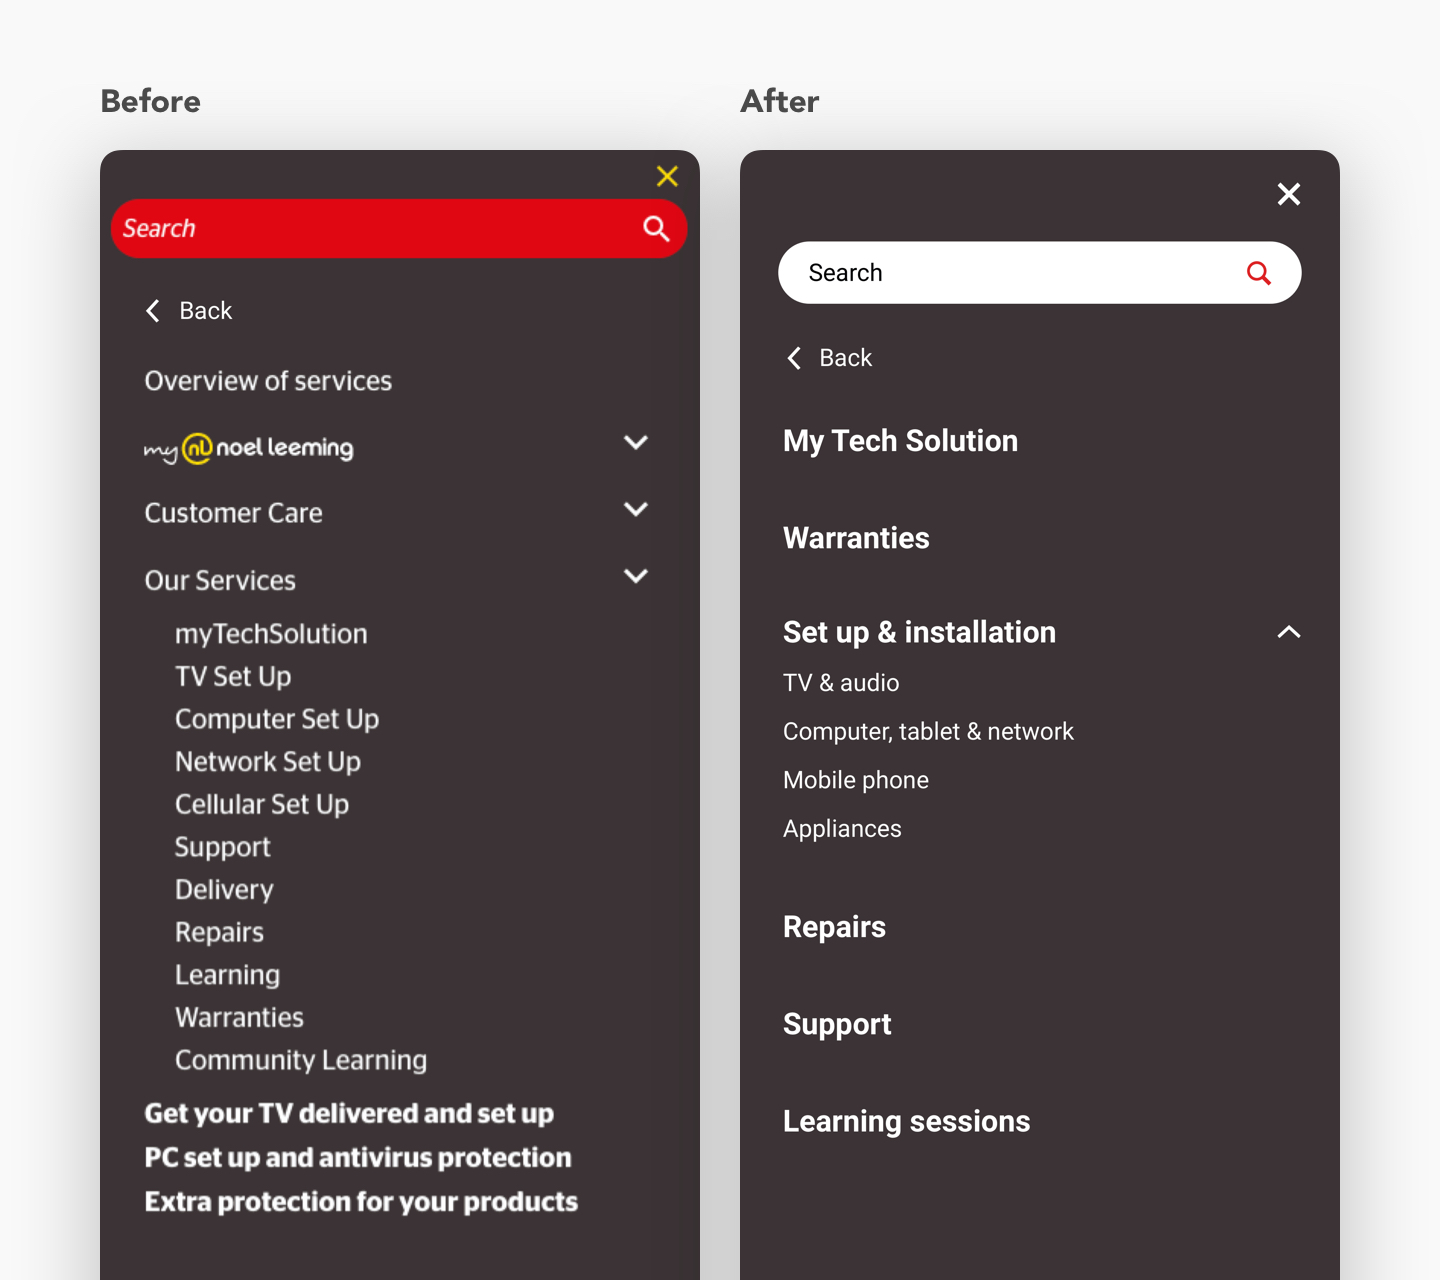 Before
Search
Back
Overview of services
my nl noel leeming
Customer Care
Our Services
myTechSolution
TV Set Up
Computer Set Up
Network Set Up
Cellular Set Up
Support
Delivery
Repairs
Learning
Warranties
Community Learning
Get your TV delivered and set up
PC set up and antivirus protection
Extra protection for your products
After
Search
Back
My Tech Solution
Warranties
Set up & installation
TV & audio
Computer, tablet & network
Mobile phone
Appliances
Repairs
Support
Learning sessions